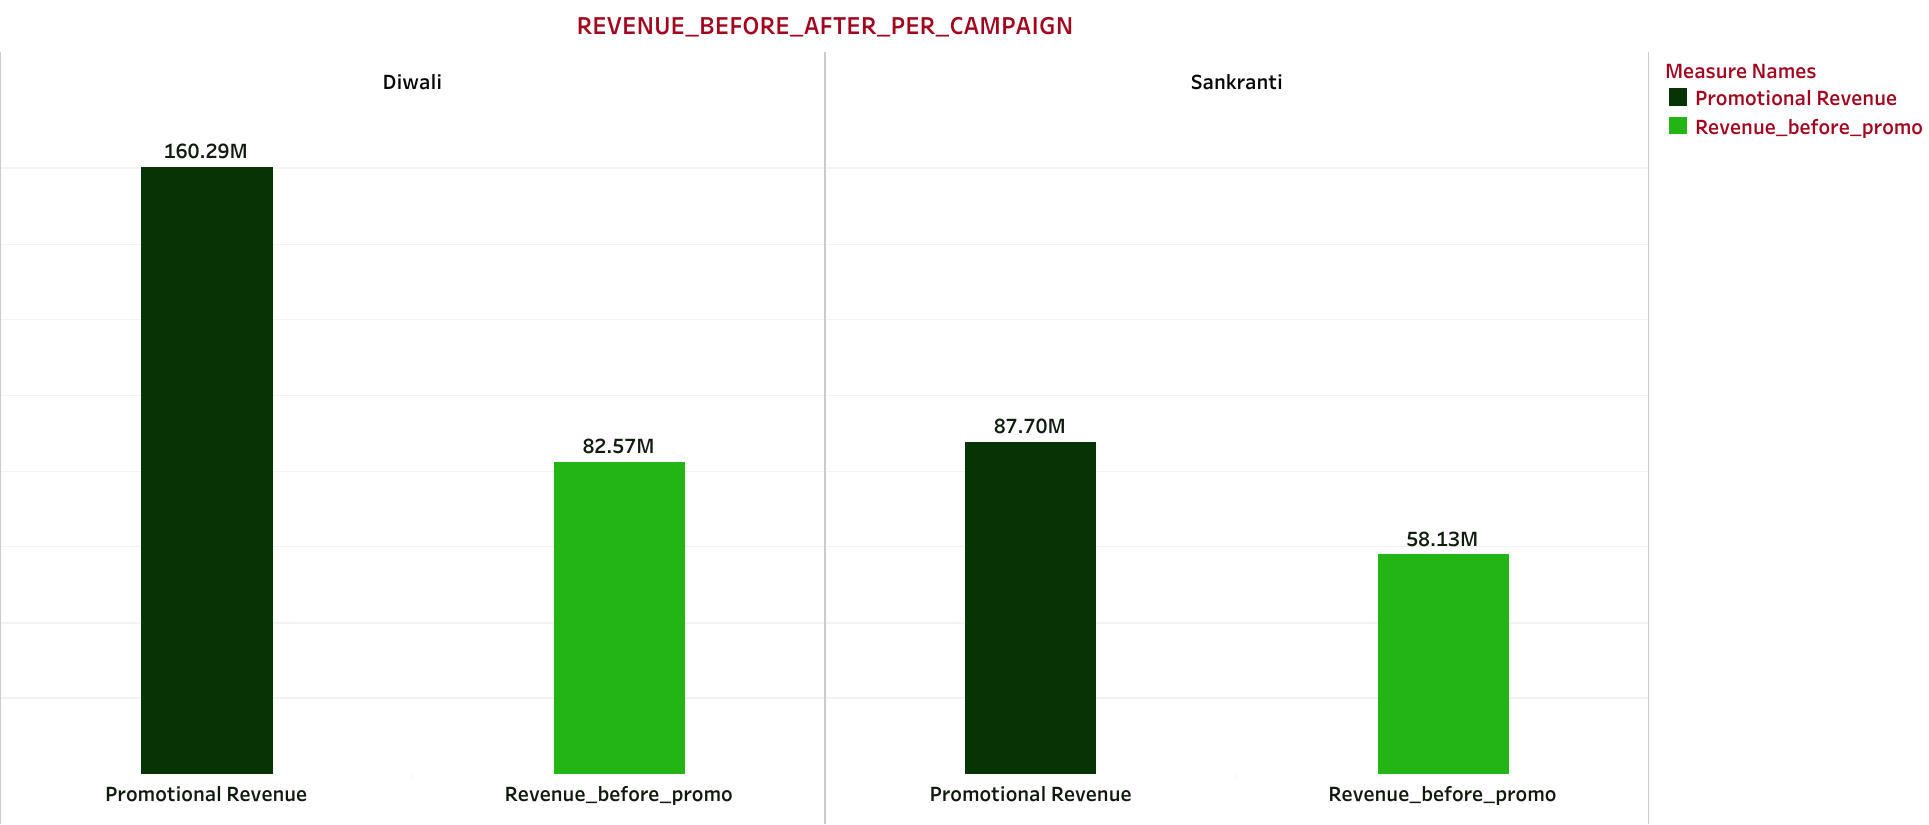 REVENUE_BEFORE_AFTER_PER_CAMPAIGN
Diwali
Sankranti
Measure Names
Promotional Revenue
Revenue_before_promo
160.29M
82.57M
87.70M
58.13M
Promotional Revenue
Revenue_before_promo
Promotional Revenue
Revenue_before_promo